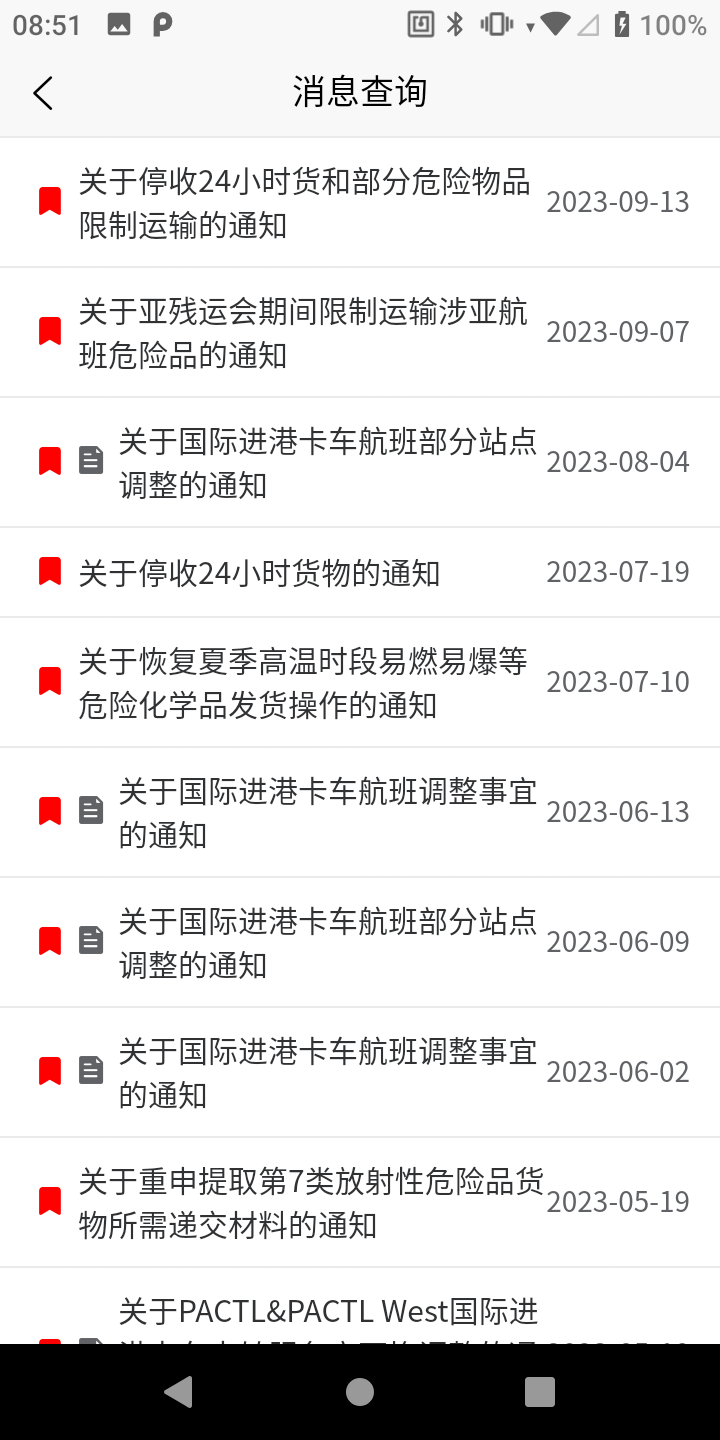 08:51
100%
消息查询
关于停收24小时货和部分危险物品
限制运输的通知
2023-09-13
关于亚残运会期间限制运输涉亚航
班危险品的通知
2023-09-07
关于国际进港卡车航班部分站点
调整的通知
2023-08-04
关于停收24小时货物的通知
2023-07-19
关于恢复夏季高温时段易燃易爆等
危险化学品发货操作的通知
2023-07-10
关于国际进港卡车航班调整事宜
的通知
2023-06-13
关于国际进港卡车航班部分站点
调整的通知
2023-06-09
关于国际进港卡车航班调整事宜
的通知
2023-06-02
关于重申提取第7类放射性危险品货
物所需递交材料的通知
2023-05-19
关于PACTL&PACTL West国际进